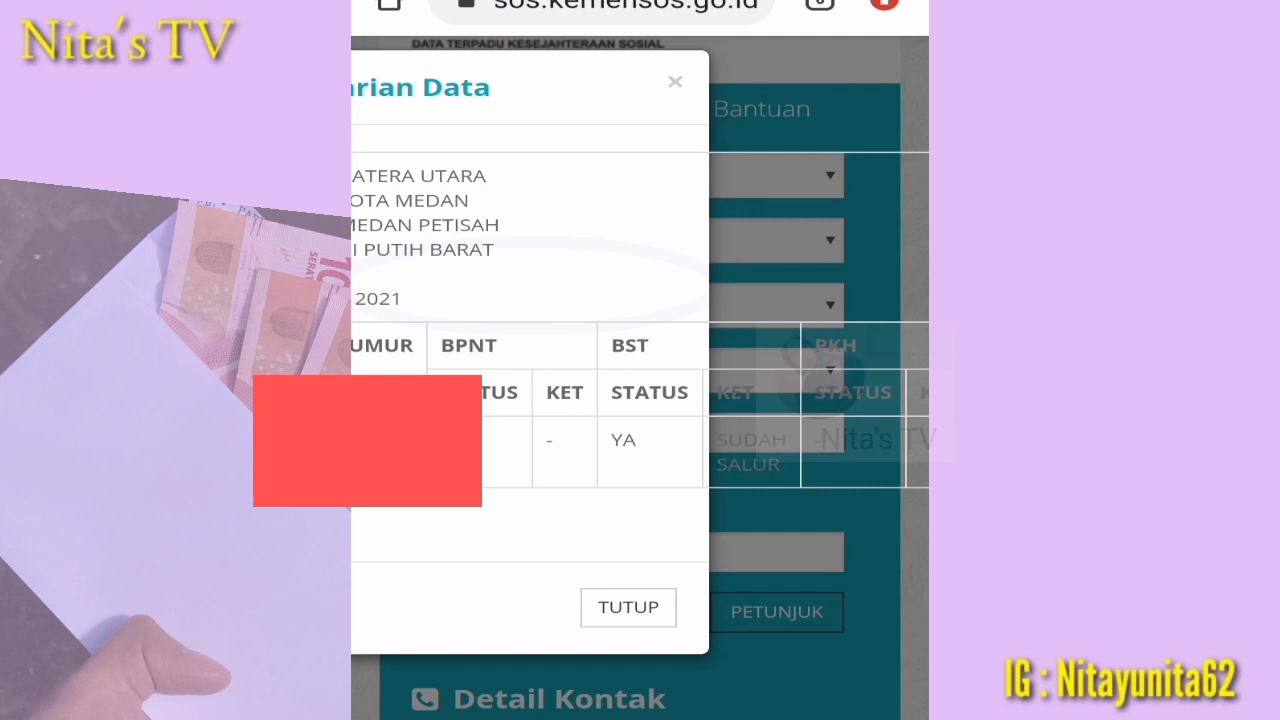 Nita's TV
sos.kemensos.go.id
DATA TERPADU KESEJAHTERAAN SOSIAL
arian Data ×
Bantuan
ATERA UTARA
OTA MEDAN
MEDAN PETISAH
I PUTIH BARAT
2021
UMUR BPNT BST PKH
TUS KET STATUS KET STATUS K
- YA SUDAH SALUR -
Nita's TV
TUTUP
PETUNJUK
Detail Kontak
IG : Nitayunita62